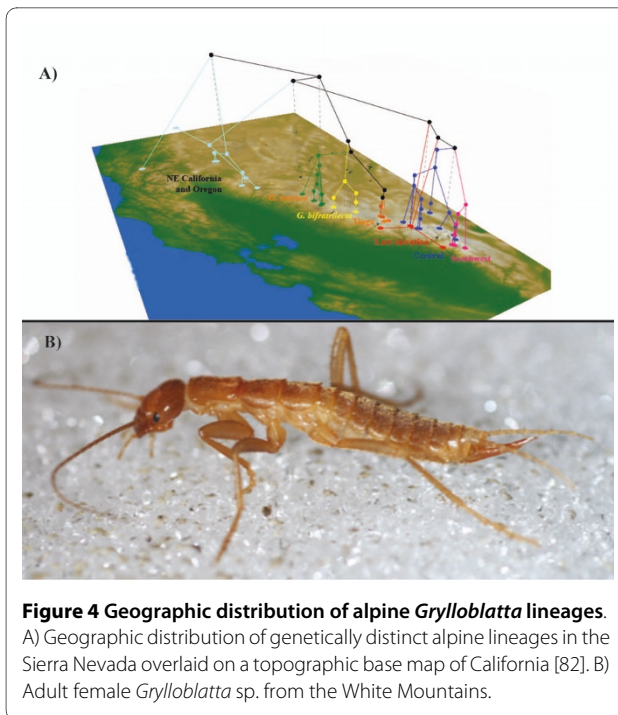 A)
NE California
and Oregon
G. bifratrilecta
Central
B)
Figure 4 Geographic distribution of alpine Grylloblatta lineages.
A) Geographic distribution of genetically distinct alpine lineages in the
Sierra Nevada overlaid on a topographic base map of California [82]. B)
Adult female Grylloblatta sp. from the White Mountains.